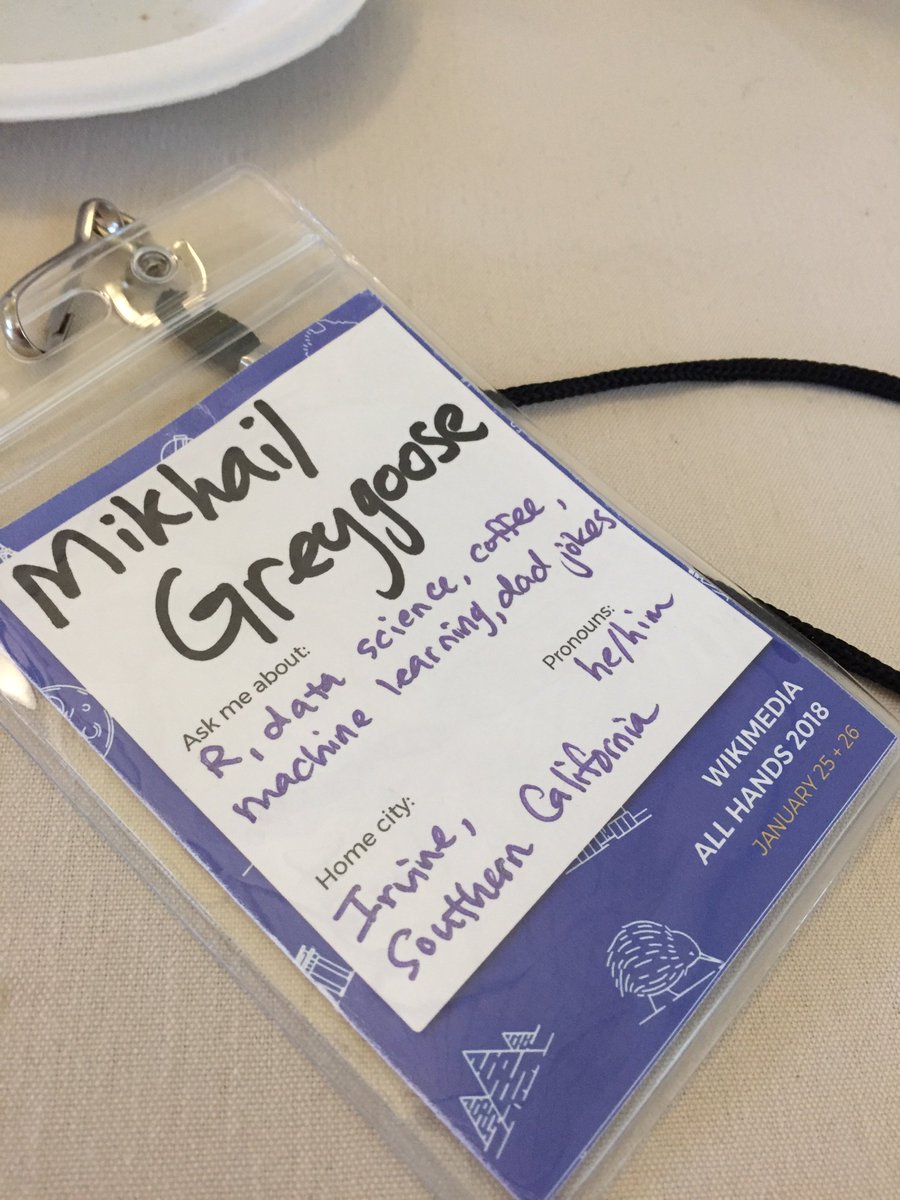 Mikhail
Greygoose
Ask me about:
R, data science, coffee,
machine learning, dad jokes
Pronouns:
he/him
Home city:
Irvine,
Southern California
WIKIMEDIA
ALL HANDS 2018
JANUARY 25 + 26